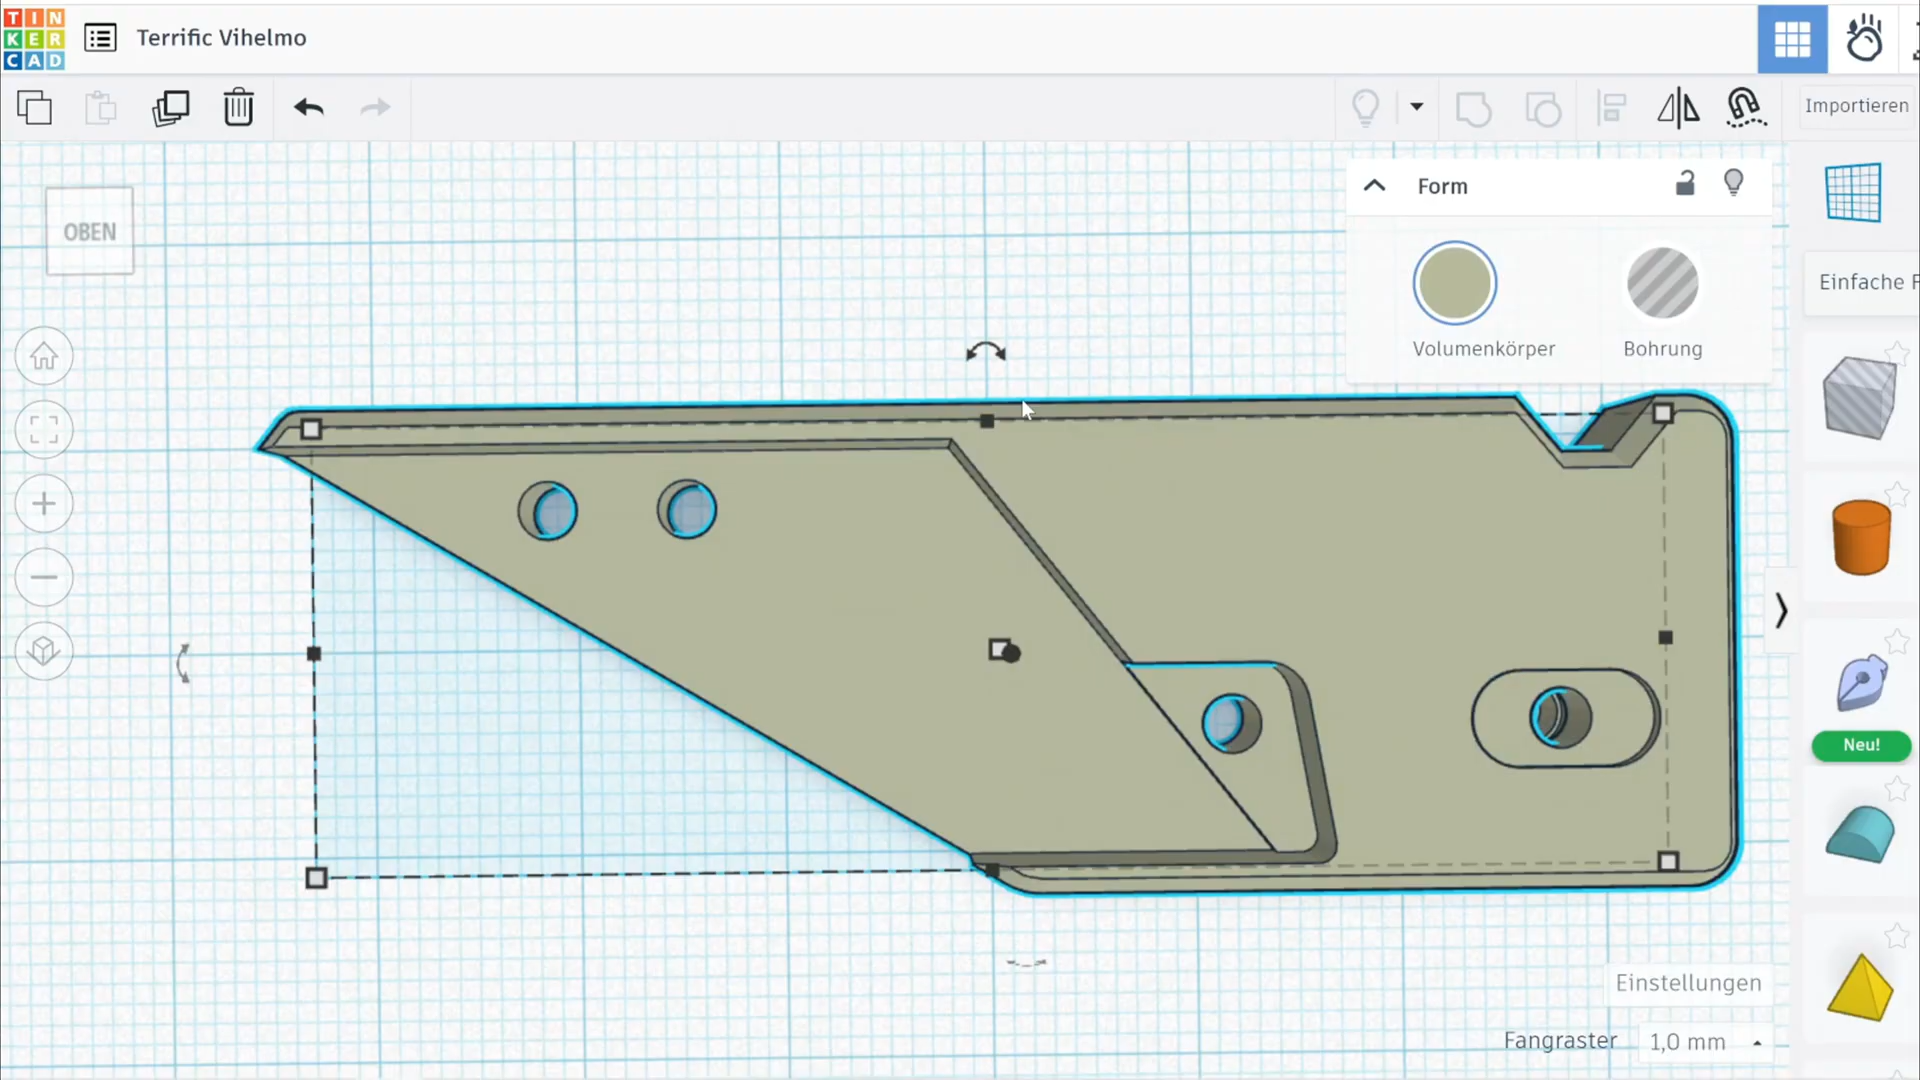 TIN
KER
CAD
Terrific Vihelmo
Importieren
OBEN
Form
Volumenkörper
Bohrung
Einfache F
Neu!
Einstellungen
Fangraster
1,0 mm